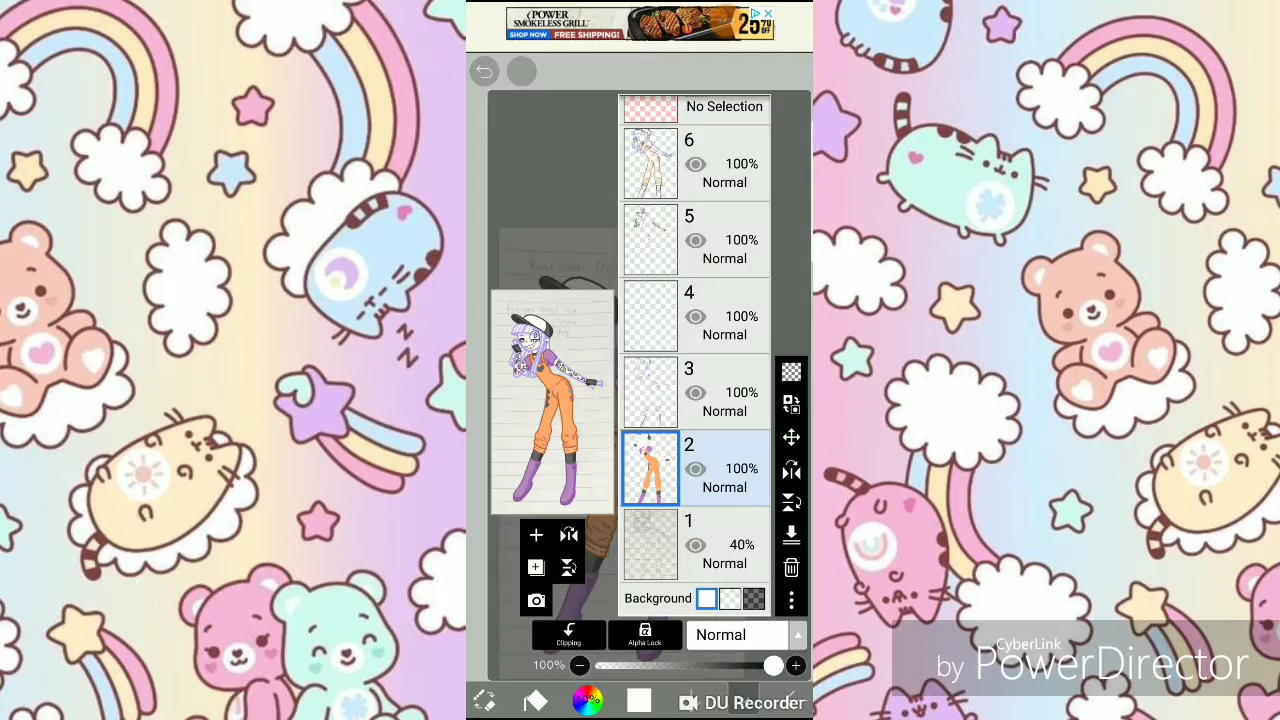 POWER
SMOKELESS GRILL
SHOP NOW FREE SHIPPING!
25% OFF
No Selection
6
100%
Normal
5
100%
Normal
4
100%
Normal
3
100%
Normal
2
100%
Normal
1
40%
Normal
Background
Clipping
Alpha Lock
Normal
100%
DU Recorder
CyberLink
by PowerDirector
Z
Z
Z